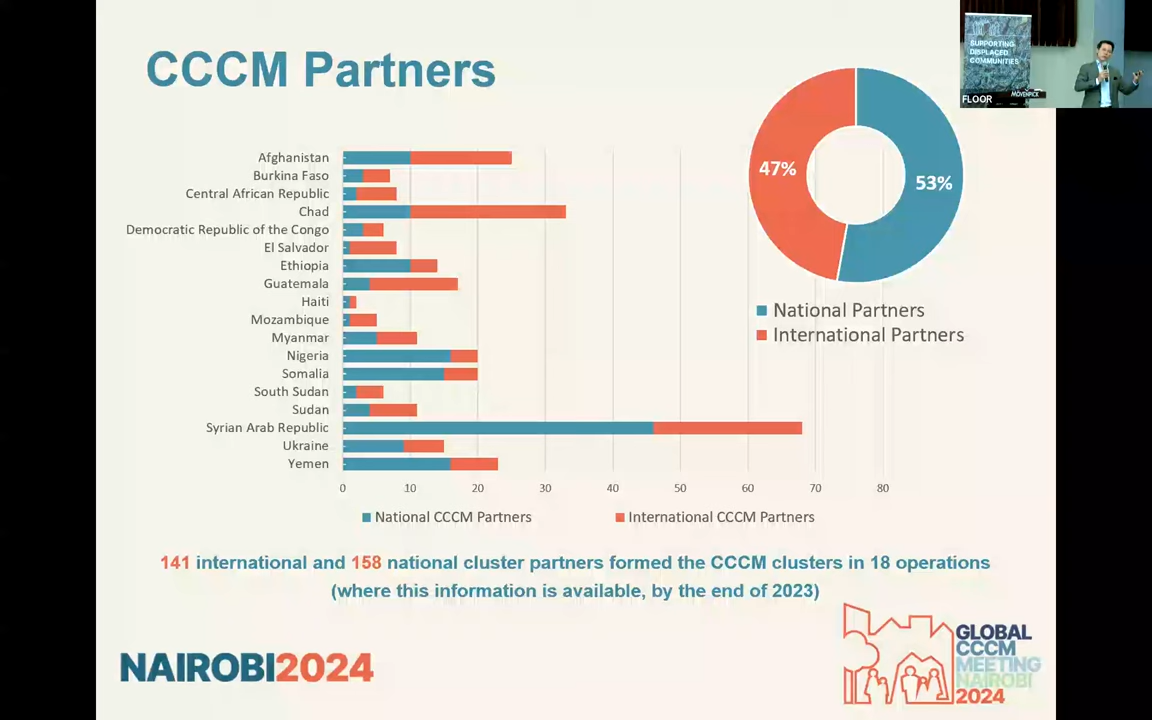 CCCM Partners
SUPPORTING
DISPLACED
COMMUNITIES
MÖVENPICK
FLOOR
47%
53%
National Partners
International Partners
Afghanistan
Burkina Faso
Central African Republic
Chad
Democratic Republic of the Congo
El Salvador
Ethiopia
Guatemala
Haiti
Mozambique
Myanmar
Nigeria
Somalia
South Sudan
Sudan
Syrian Arab Republic
Ukraine
Yemen
0 10 20 30 40 50 60 70 80
National CCCM Partners International CCCM Partners
141 international and 158 national cluster partners formed the CCCM clusters in 18 operations
(where this information is available, by the end of 2023)
NAIROBI2024
GLOBAL
CCCM
MEETING
NAIROBI
2024